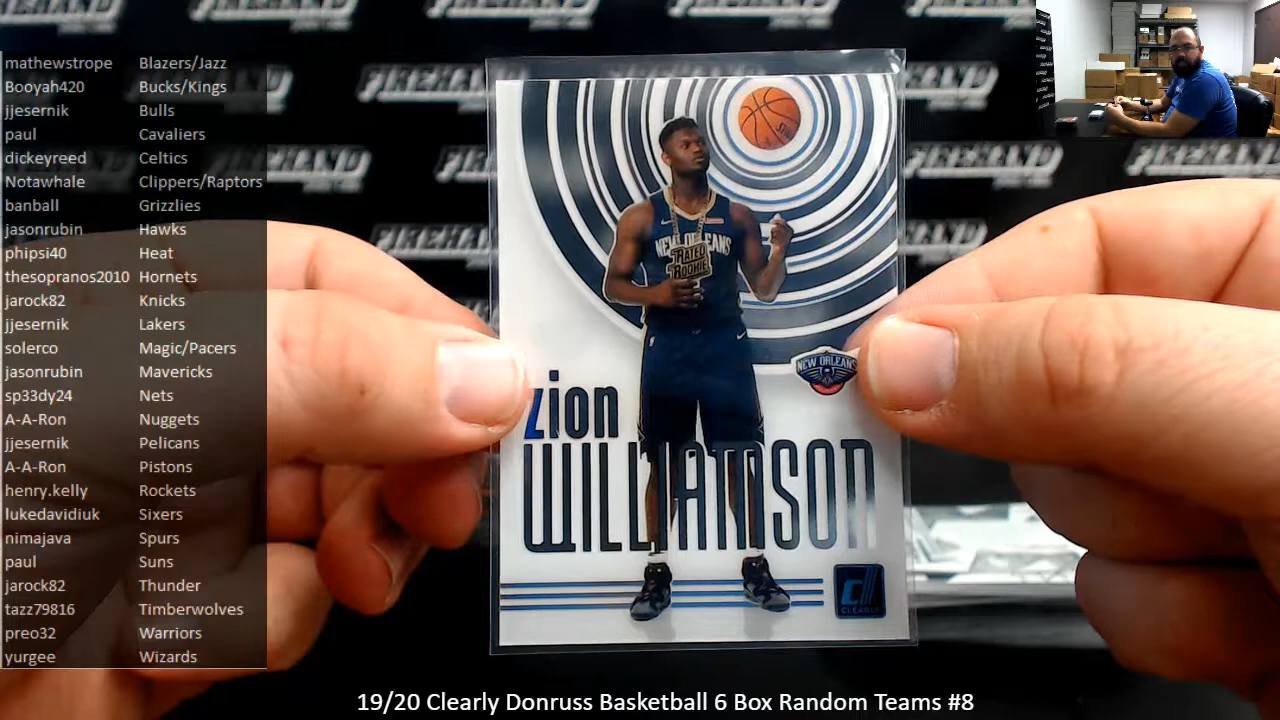 mathewstrope Blazers/Jazz
Booyah420 Bucks/Kings
jjesernik Bulls
paul Cavaliers
dickeyreed Celtics
Notawhale Clippers/Raptors
banball Grizzlies
jasonrubin Hawks
phipsi40 Heat
thesopranos2010 Hornets
jarock82 Knicks
jjesernik Lakers
solerco Magic/Pacers
jasonrubin Mavericks
sp33dy24 Nets
A-A-Ron Nuggets
jjesernik Pelicans
A-A-Ron Pistons
henry.kelly Rockets
lukedavidiuk Sixers
nimajava Spurs
paul Suns
jarock82 Thunder
tazz79816 Timberwolves
preo32 Warriors
yurgee Wizards
FIREHAND
NEW ORLEANS
RATED
ROOKIE
NEW ORLEANS
zion
WILLIAMSON
CLEARLY
19/20 Clearly Donruss Basketball 6 Box Random Teams #8